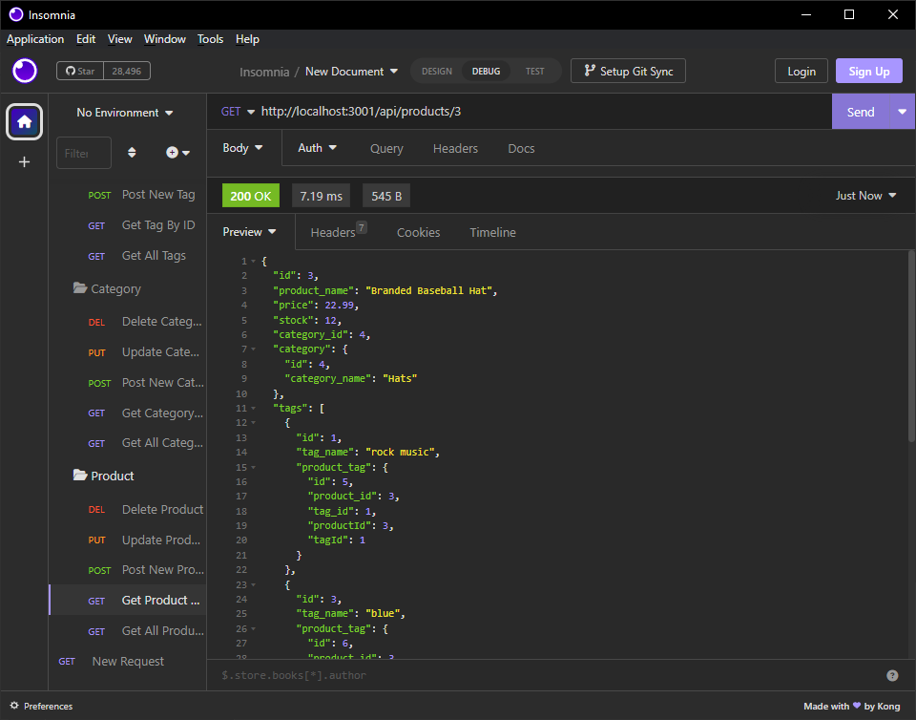 Insomnia
Application Edit View Window Tools Help
Star 28,496
Insomnia / New Document
DESIGN DEBUG TEST
Setup Git Sync
Login
Sign Up
No Environment
Filter
POST Post New Tag
GET Get Tag By ID
GET Get All Tags
Category
DEL Delete Categ...
PUT Update Cate...
POST Post New Cat...
GET Get Category...
GET Get All Categ...
Product
DEL Delete Product
PUT Update Prod...
POST Post New Pro...
GET Get Product ...
GET Get All Produ...
GET New Request
GET http://localhost:3001/api/products/3
Send
Body Auth Query Headers Docs
200 OK 7.19 ms 545 B
Just Now
Preview Headers 7 Cookies Timeline
1 {
2 "id": 3,
3 "product_name": "Branded Baseball Hat",
4 "price": 22.99,
5 "stock": 12,
6 "category_id": 4,
7 "category": {
8 "id": 4,
9 "category_name": "Hats"
10 },
11 "tags": [
12 {
13 "id": 1,
14 "tag_name": "rock music",
15 "product_tag": {
16 "id": 5,
17 "product_id": 3,
18 "tag_id": 1,
19 "productId": 3,
20 "tagId": 1
21 }
22 },
23 {
24 "id": 3,
25 "tag_name": "blue",
26 "product_tag": {
27 "id": 6,
28 "product_id": 3,
$.store.books[*].author
Preferences
Made with ♥ by Kong